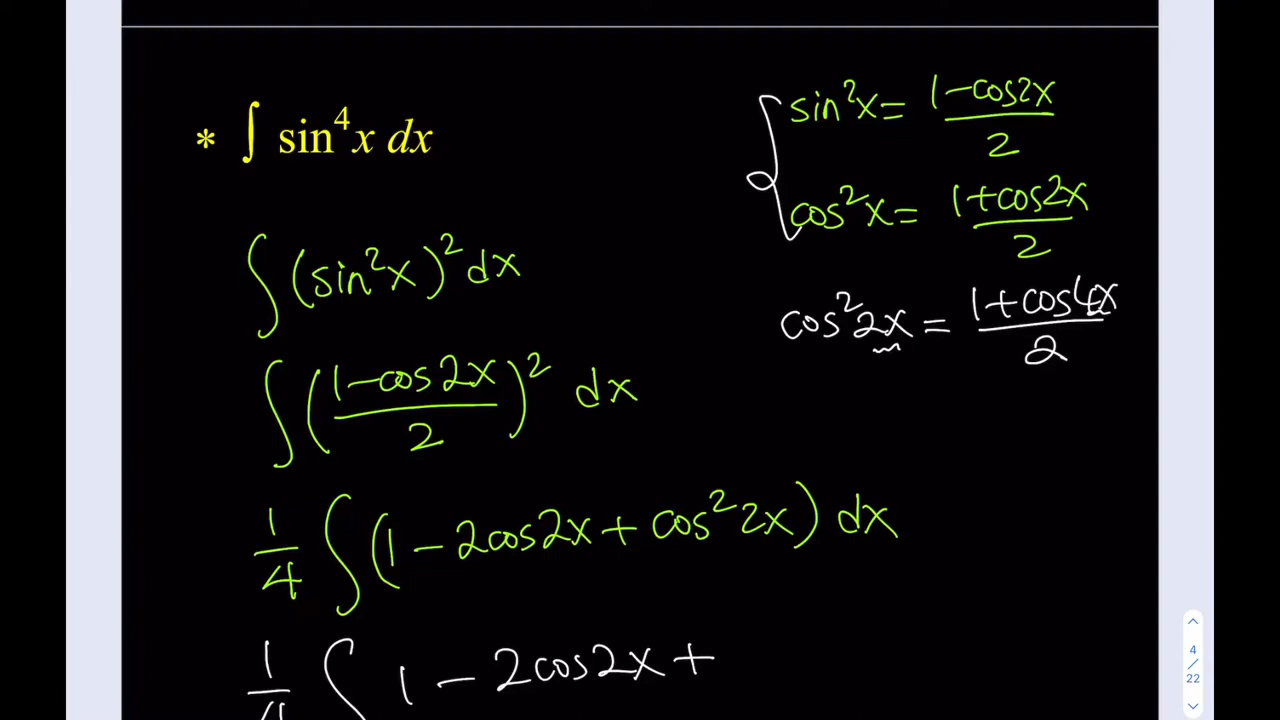 * ∫ sin⁴x dx
sin²x = (1-cos2x)/2
cos²x = (1+cos2x)/2
∫ (sin²x)² dx
cos²2x = (1+cos4x)/2
∫ ((1-cos2x)/2)² dx
1/4 ∫ (1-2cos2x+cos²2x) dx
1/4 ∫ 1-2cos2x+
4
/
22